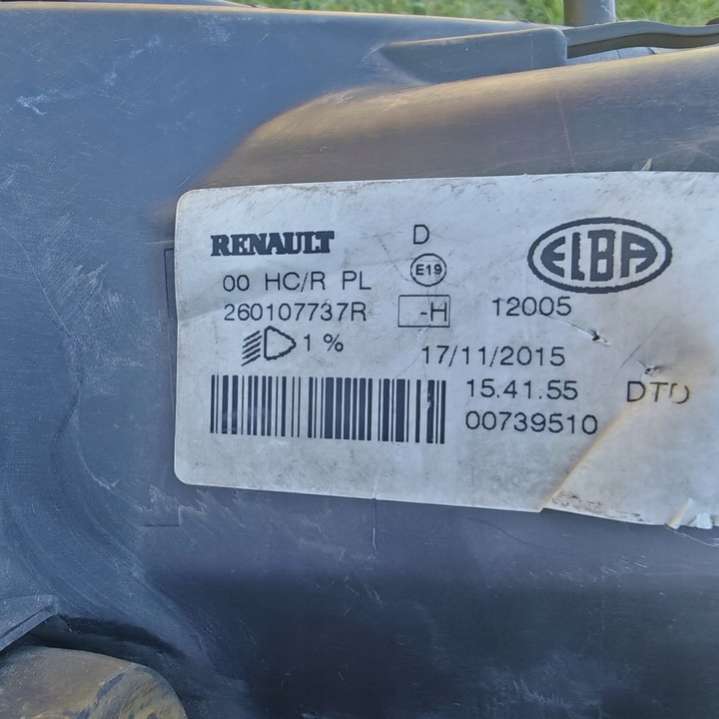 RENAULT D ELBA
00 HC/R PL E19
260107737R -H 12005
1 % 17/11/2015
15.41.55 DTD
00739510